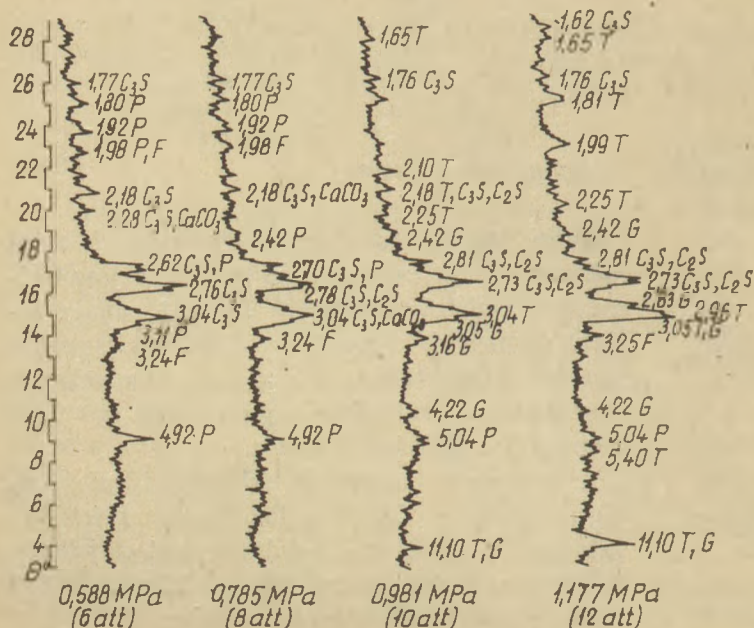 28
26
24
22
20
18
16
14
10
8
6
4
θ°
1,77 C₃S
1,80 P
1,92 P
1,98 P, F
2,18 C₃S
2,28 C₃S, CaCO₃
2,62 C₃S, P
2,76 C₃S
3,04 C₃S
3,11 P
3,24 F
4,92 P
0,588 MPa
(6 att)
1,77 C₃S
1,80 P
1,92 P
1,98 F
2,18 C₃S, CaCO₃
2,42 P
2,70 C₃S, P
2,78 C₃S, C₂S
3,04 C₃S, CaCO₃
3,24 F
4,92 P
0,785 MPa
(8 att)
1,65 T
1,76 C₃S
2,10 T
2,18 T, C₃S, C₂S
2,25 T
2,42 G
2,81 C₃S, C₂S
2,73 C₃S, C₂S
3,04 T
3,05 G
3,16 G
4,22 G
5,04 P
11,10 T, G
0,981 MPa
(10 att)
1,62 C₃S
1,65 T
1,76 C₃S
1,81 T
1,99 T
2,25 T
2,42 G
2,81 C₃S, C₂S
2,73 C₃S, C₂S
2,83 G
2,96 T
3,05 T, G
3,25 F
4,22 G
5,04 P
5,40 T
11,10 T, G
1,177 MPa
(12 att)